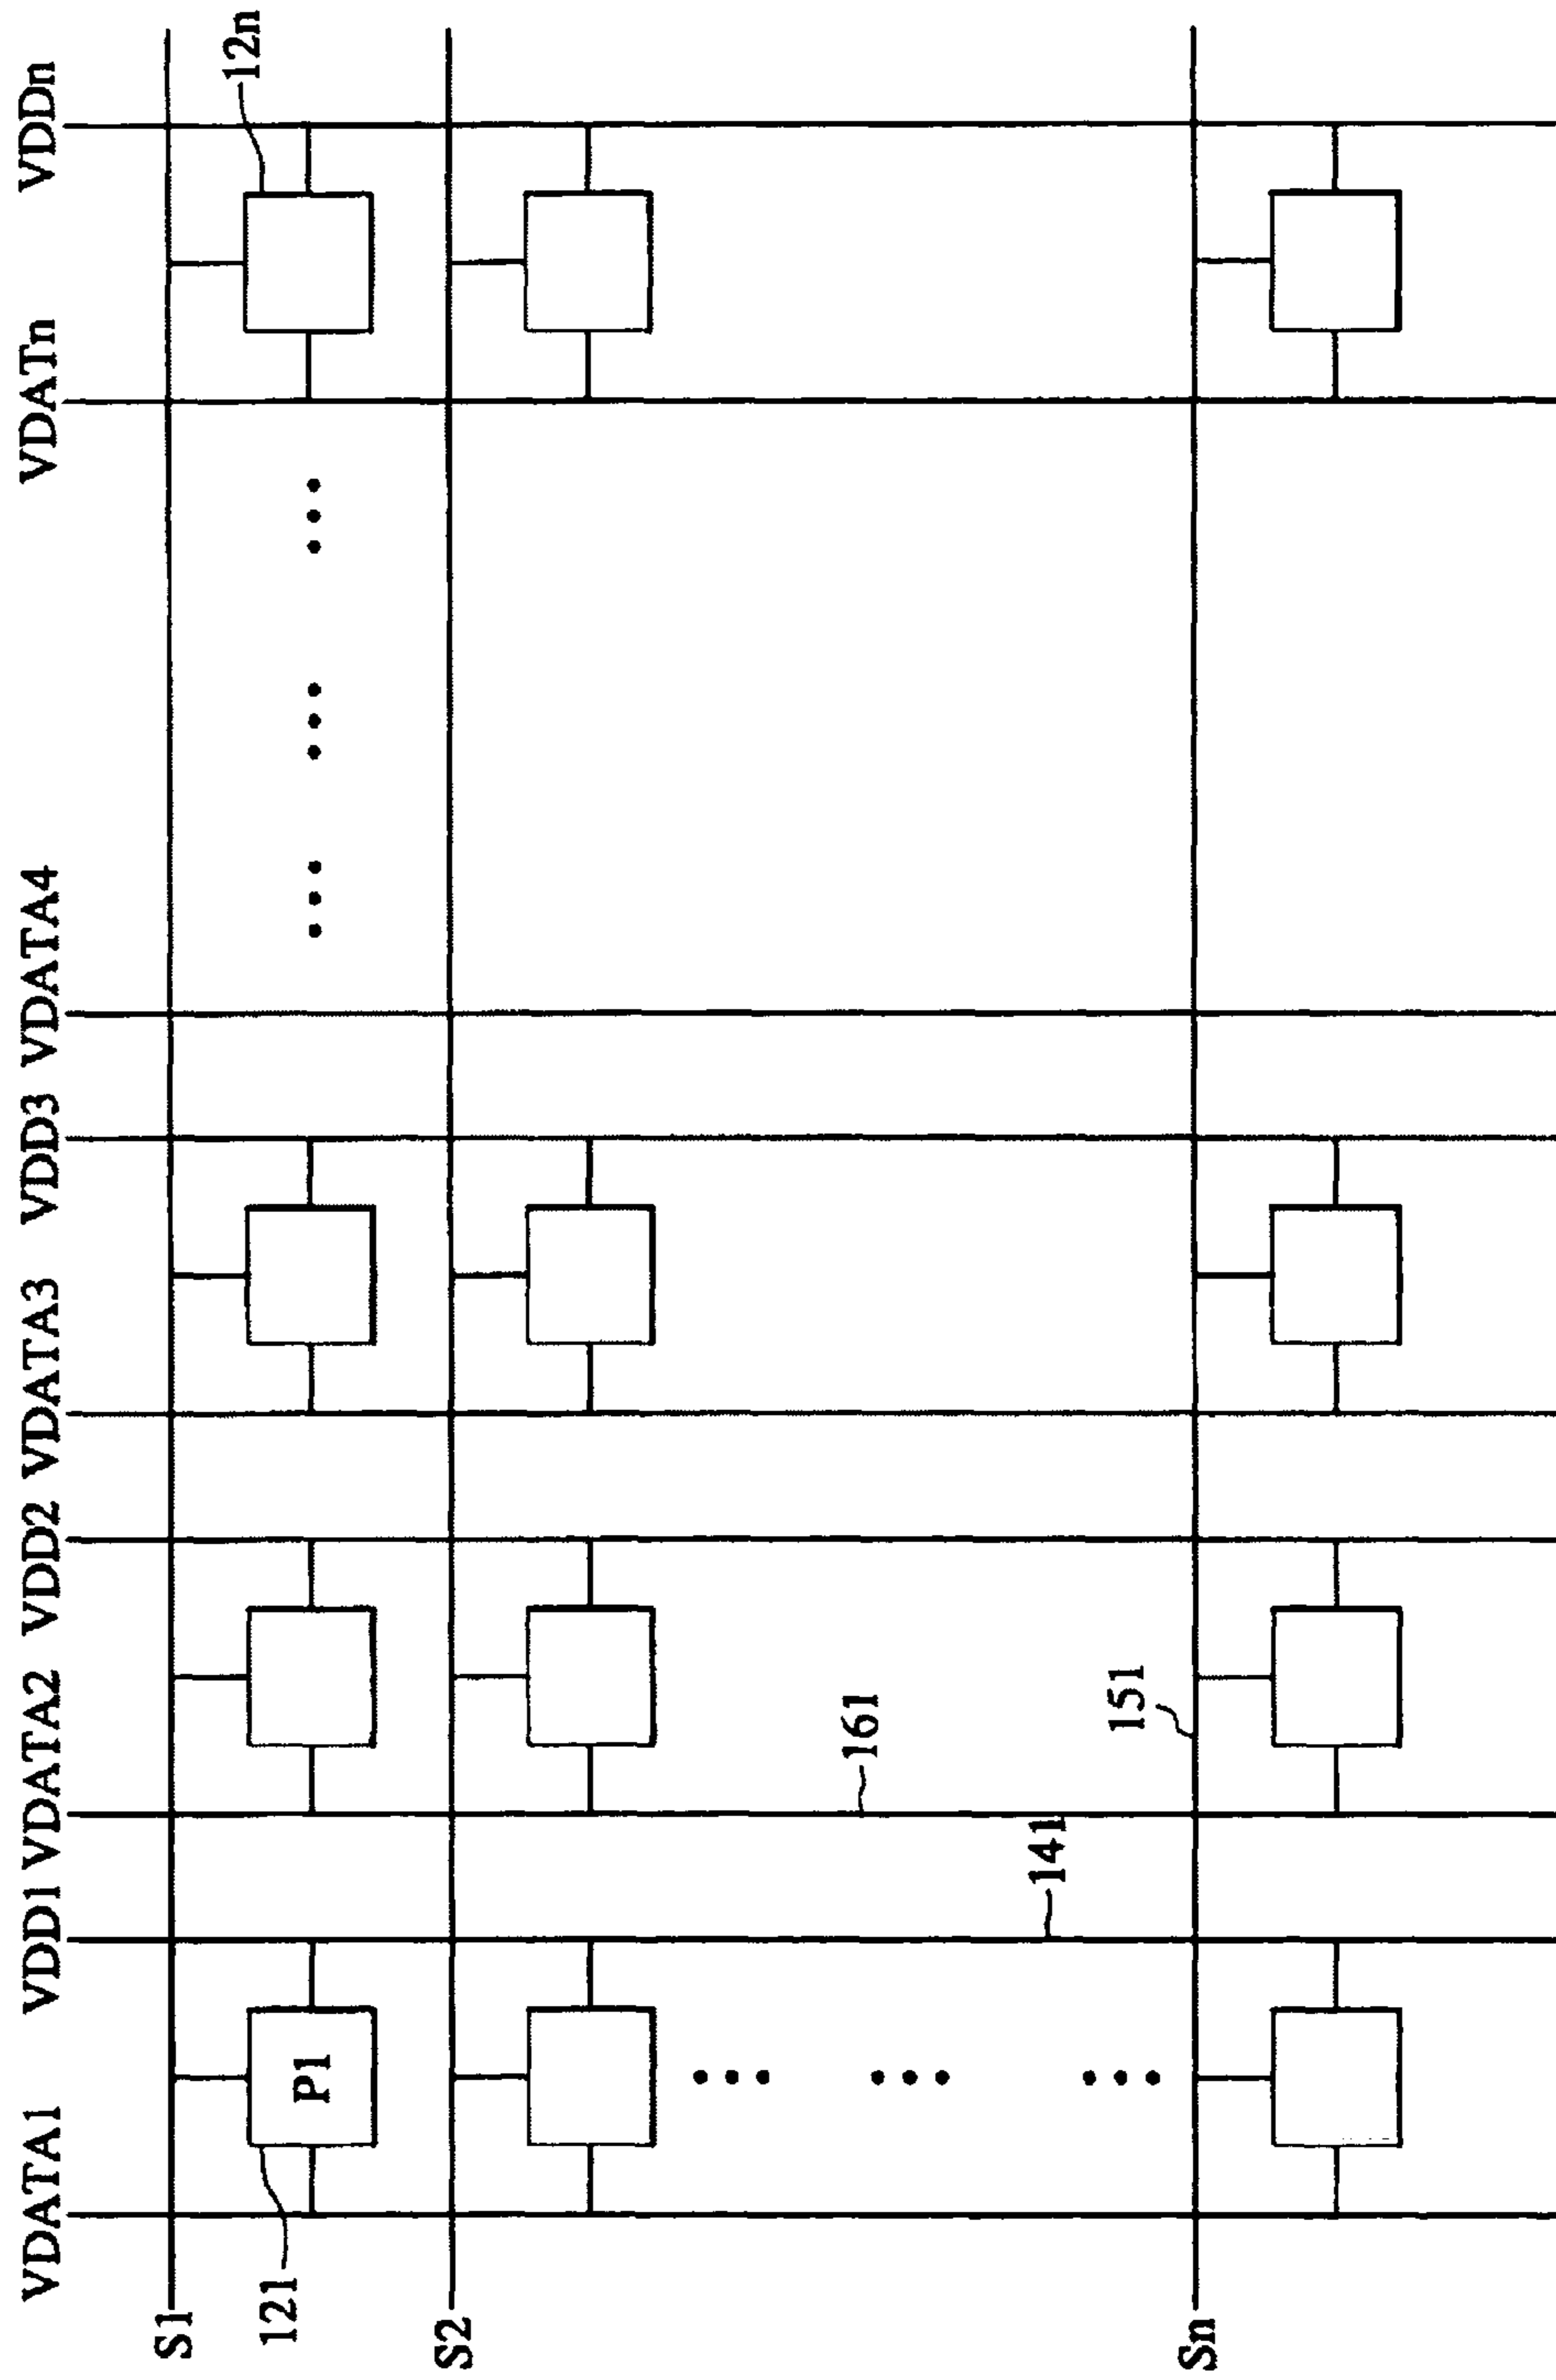 VDATA1 VDD1 VDATA2 VDD2 VDATA3 VDD3 VDATA4 VDATn VDDn
S1
12n
121
P1
S2
161
141
151
Sn